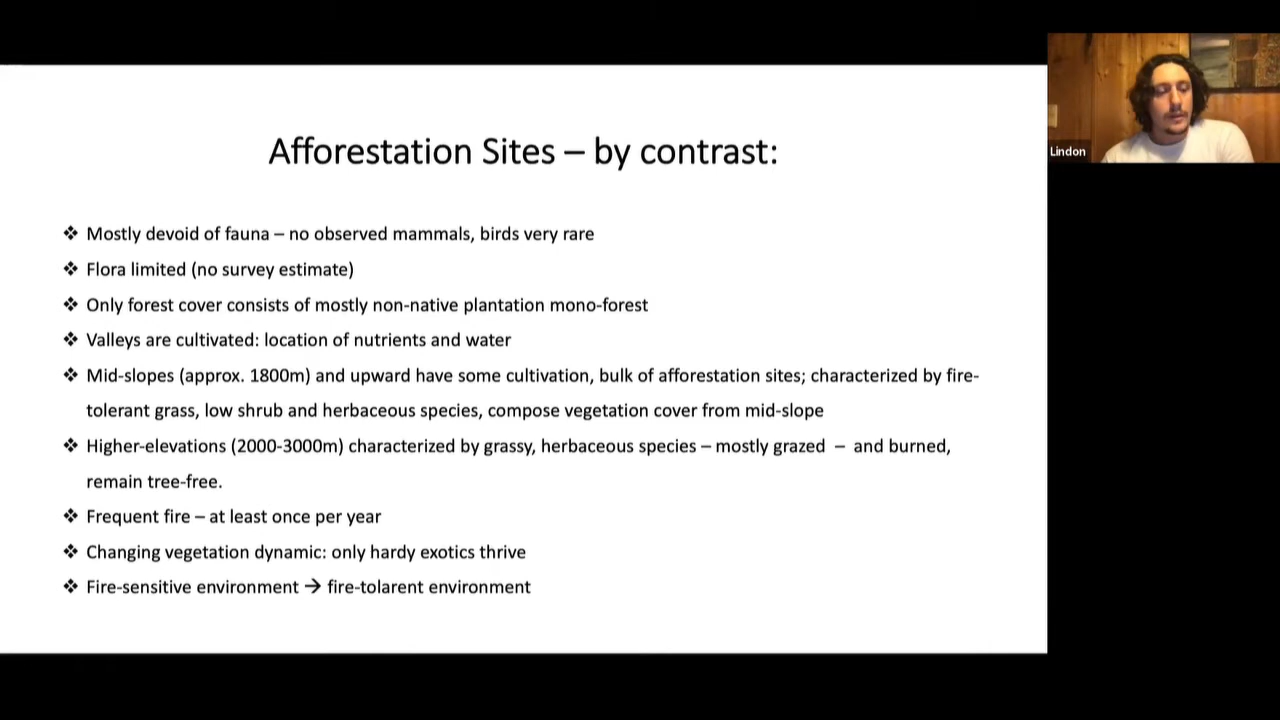 Afforestation Sites – by contrast:
❖ Mostly devoid of fauna – no observed mammals, birds very rare
❖ Flora limited (no survey estimate)
❖ Only forest cover consists of mostly non-native plantation mono-forest
❖ Valleys are cultivated: location of nutrients and water
❖ Mid-slopes (approx. 1800m) and upward have some cultivation, bulk of afforestation sites; characterized by fire-
tolerant grass, low shrub and herbaceous species, compose vegetation cover from mid-slope
❖ Higher-elevations (2000-3000m) characterized by grassy, herbaceous species – mostly grazed – and burned,
remain tree-free.
❖ Frequent fire – at least once per year
❖ Changing vegetation dynamic: only hardy exotics thrive
❖ Fire-sensitive environment → fire-tolarent environment
Lindon